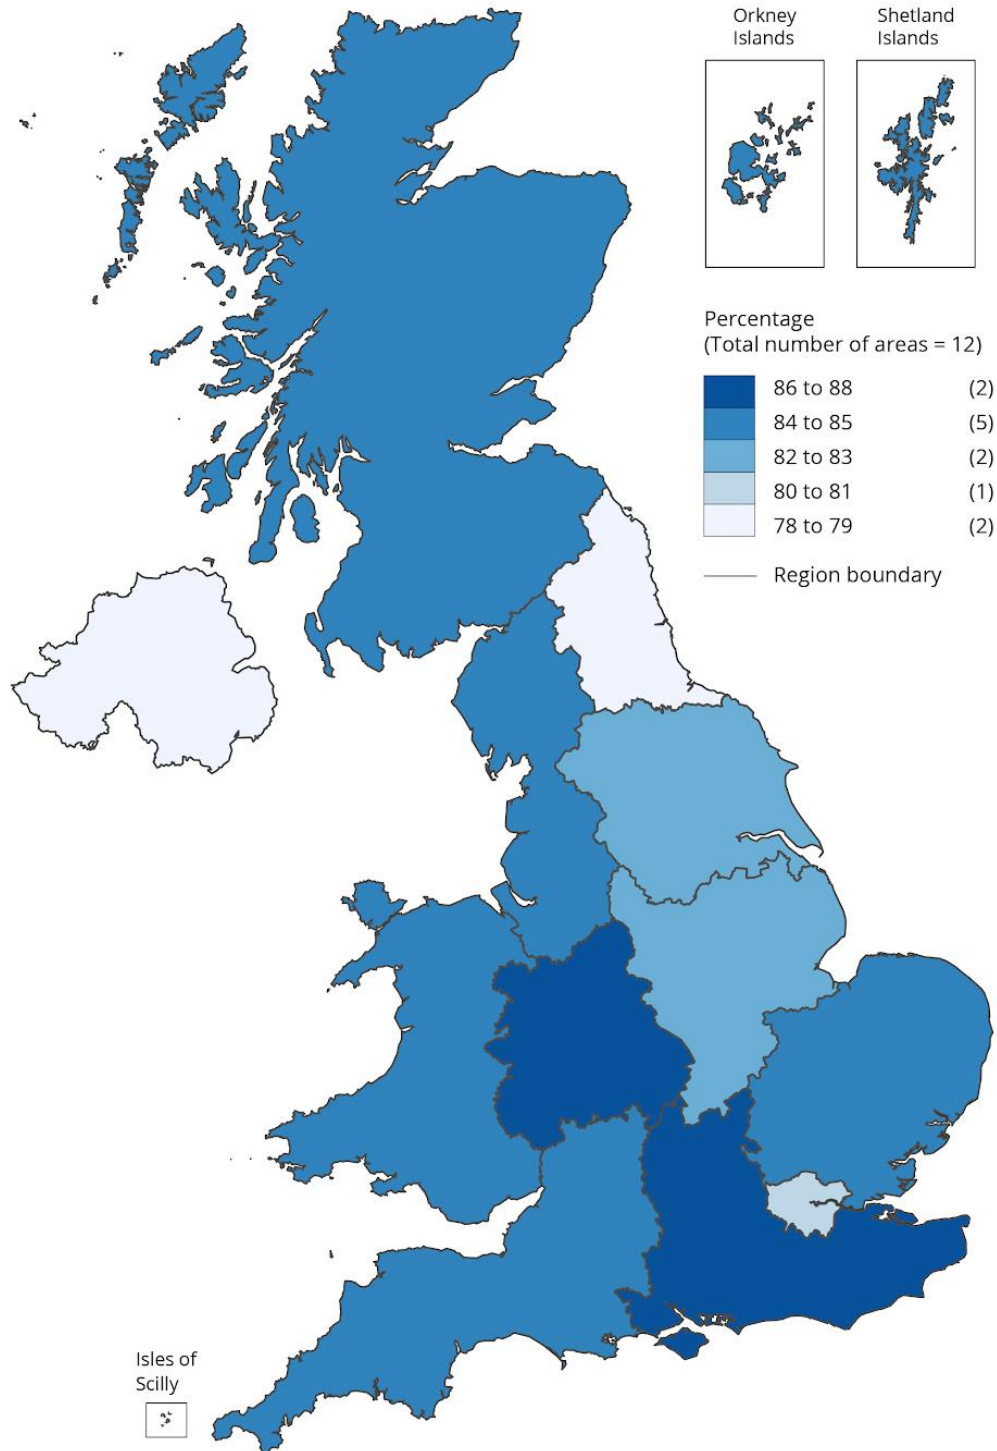 Orkney
Islands
Shetland
Islands
Percentage
(Total number of areas = 12)
86 to 88 (2)
84 to 85 (5)
82 to 83 (2)
80 to 81 (1)
78 to 79 (2)
Region boundary
Isles of
Scilly